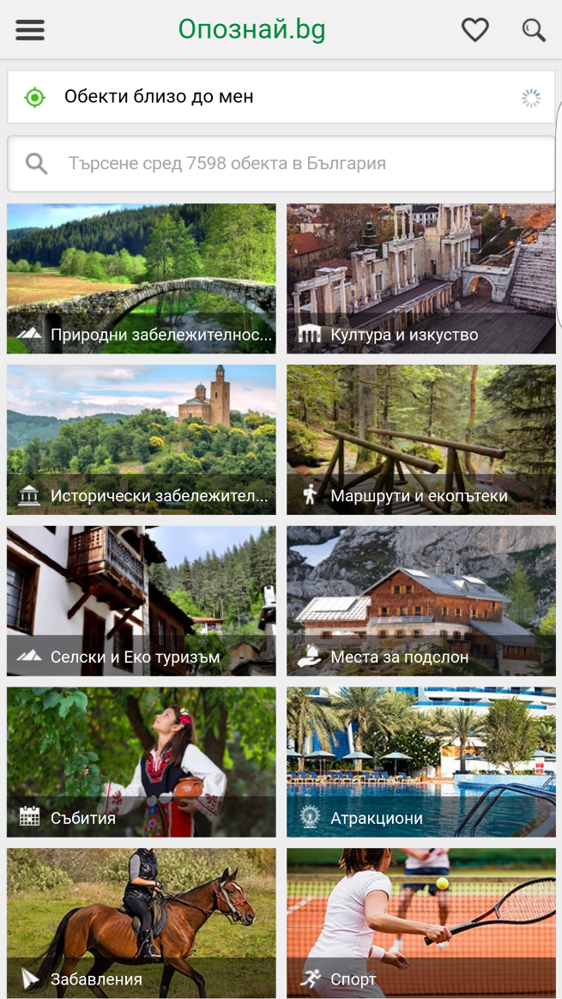 Опознай.bg
Обекти близо до мен
Търсене сред 7598 обекта в България
Природни забележителнос...
Култура и изкуство
Исторически забележител...
Маршрути и екопътеки
Селски и Еко туризъм
Места за подслон
Събития
Атракциони
Забавления
Спорт